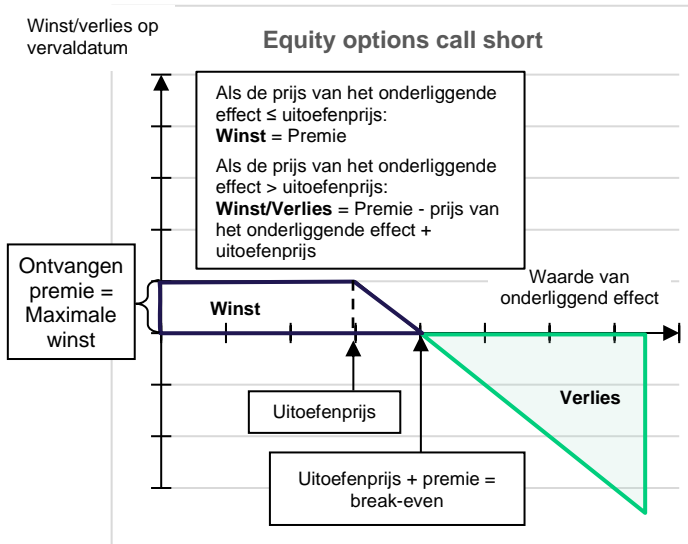 Winst/verlies op
vervaldatum
Equity options call short
Als de prijs van het onderliggende
effect ≤ uitoefenprijs:
Winst = Premie
Als de prijs van het onderliggende
effect > uitoefenprijs:
Winst/Verlies = Premie - prijs van
het onderliggende effect +
uitoefenprijs
Ontvangen
premie =
Maximale
winst
Winst
Waarde van
onderliggend effect
Uitoefenprijs
Verlies
Uitoefenprijs + premie =
break-even